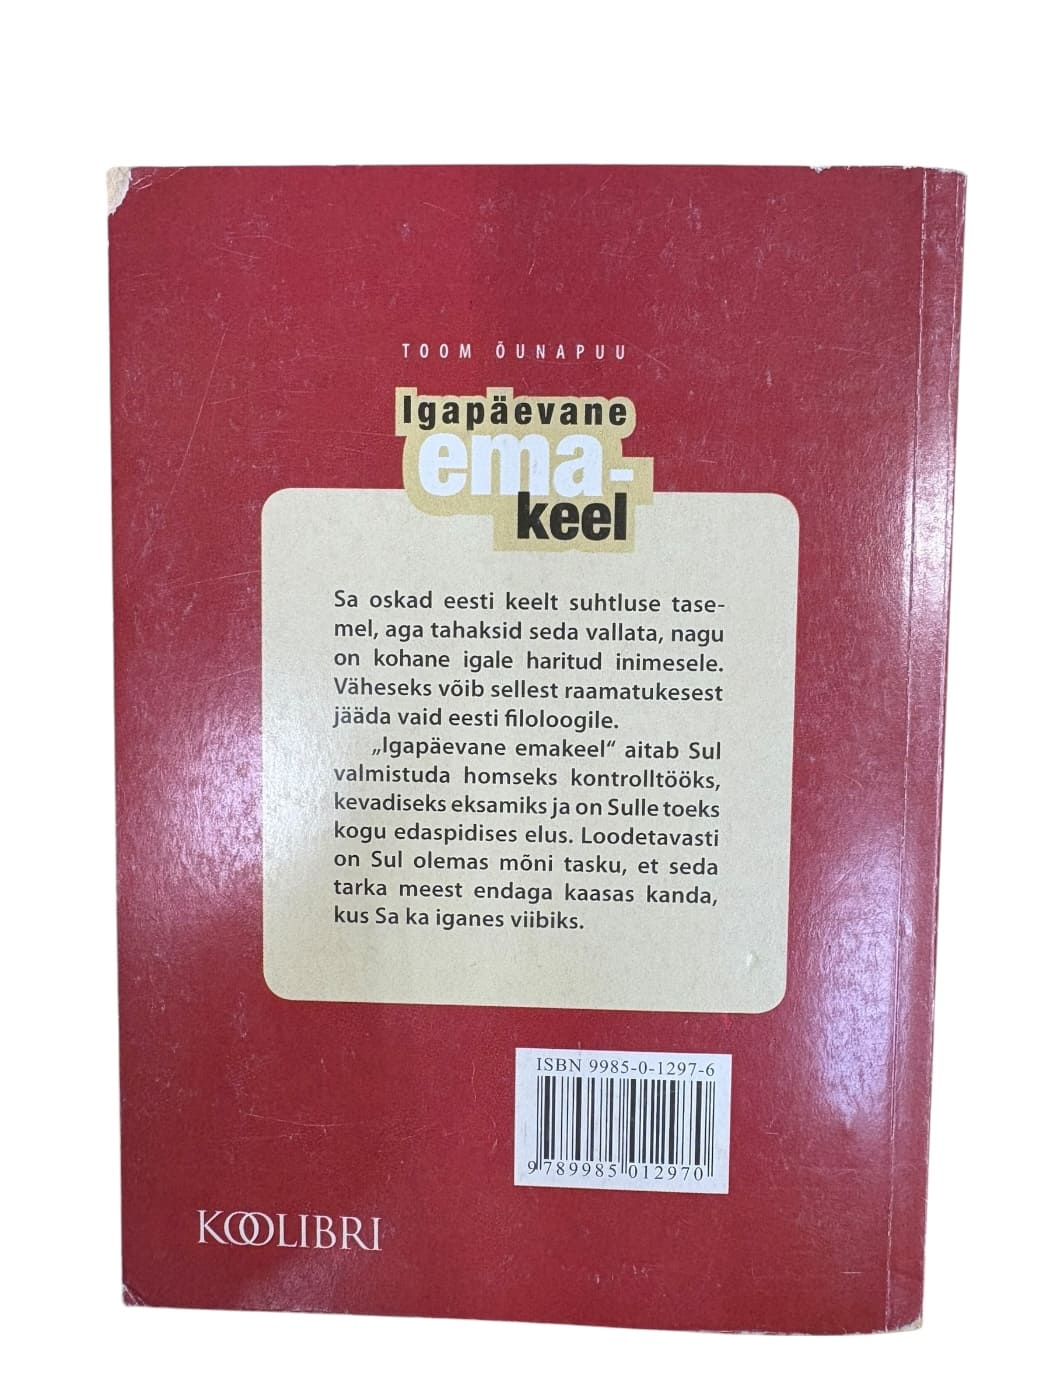 TOOM ÕUNAPUU
Igapäevane
ema-
keel
Sa oskad eesti keelt suhtluse tase-
mel, aga tahaksid seda vallata, nagu
on kohane igale haritud inimesele.
Väheseks võib sellest raamatukesest
jääda vaid eesti filoloogile.
„Igapäevane emakeel“ aitab Sul
valmistuda homseks kontrolltööks,
kevadiseks eksamiks ja on Sulle toeks
kogu edaspidises elus. Loodetavasti
on Sul olemas mõni tasku, et seda
tarka meest endaga kaasas kanda,
kus Sa ka iganes viibiks.
ISBN 9985-0-1297-6
9 789985 012970
KOOLIBRI